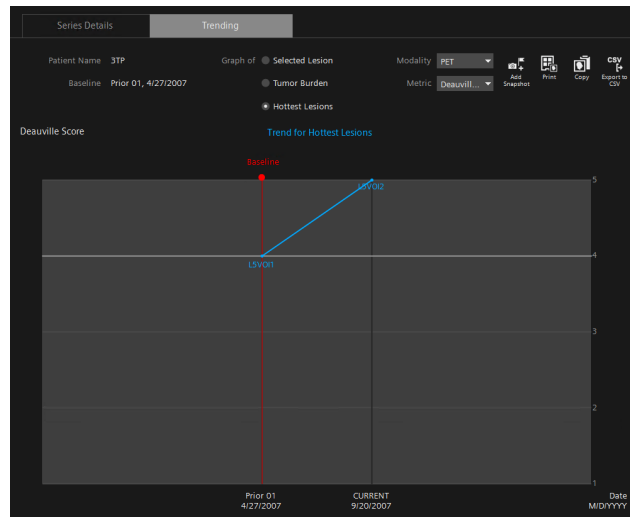 Series Details Trending
Patient Name 3TP Graph of Selected Lesion Modality PET
Add Snapshot Print Copy CSV Export to CSV
Baseline Prior 01, 4/27/2007 Tumor Burden Metric Deauvill...
Hottest Lesions
Deauville Score Trend for Hottest Lesions
Baseline
5
L5VOI2
4
L5VOI1
3
2
1
Prior 01 CURRENT Date
4/27/2007 9/20/2007 M/D/YYYY